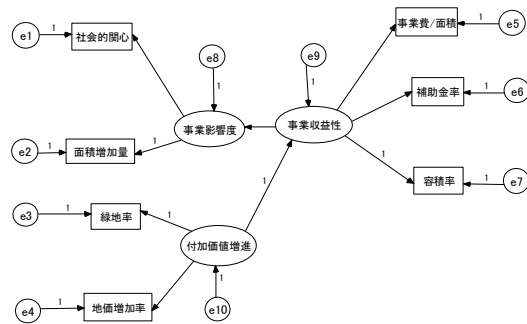 e1
1
社会的関心
事業費/面積
1
e5
e8
e9
1
1
補助金率
1
e6
事業影響度
事業収益性
e2
1
面積増加量
1
1
容積率
1
e7
e3
1
緑地率
1
1
付加価値増進
e4
1
地価増加率
1
e10